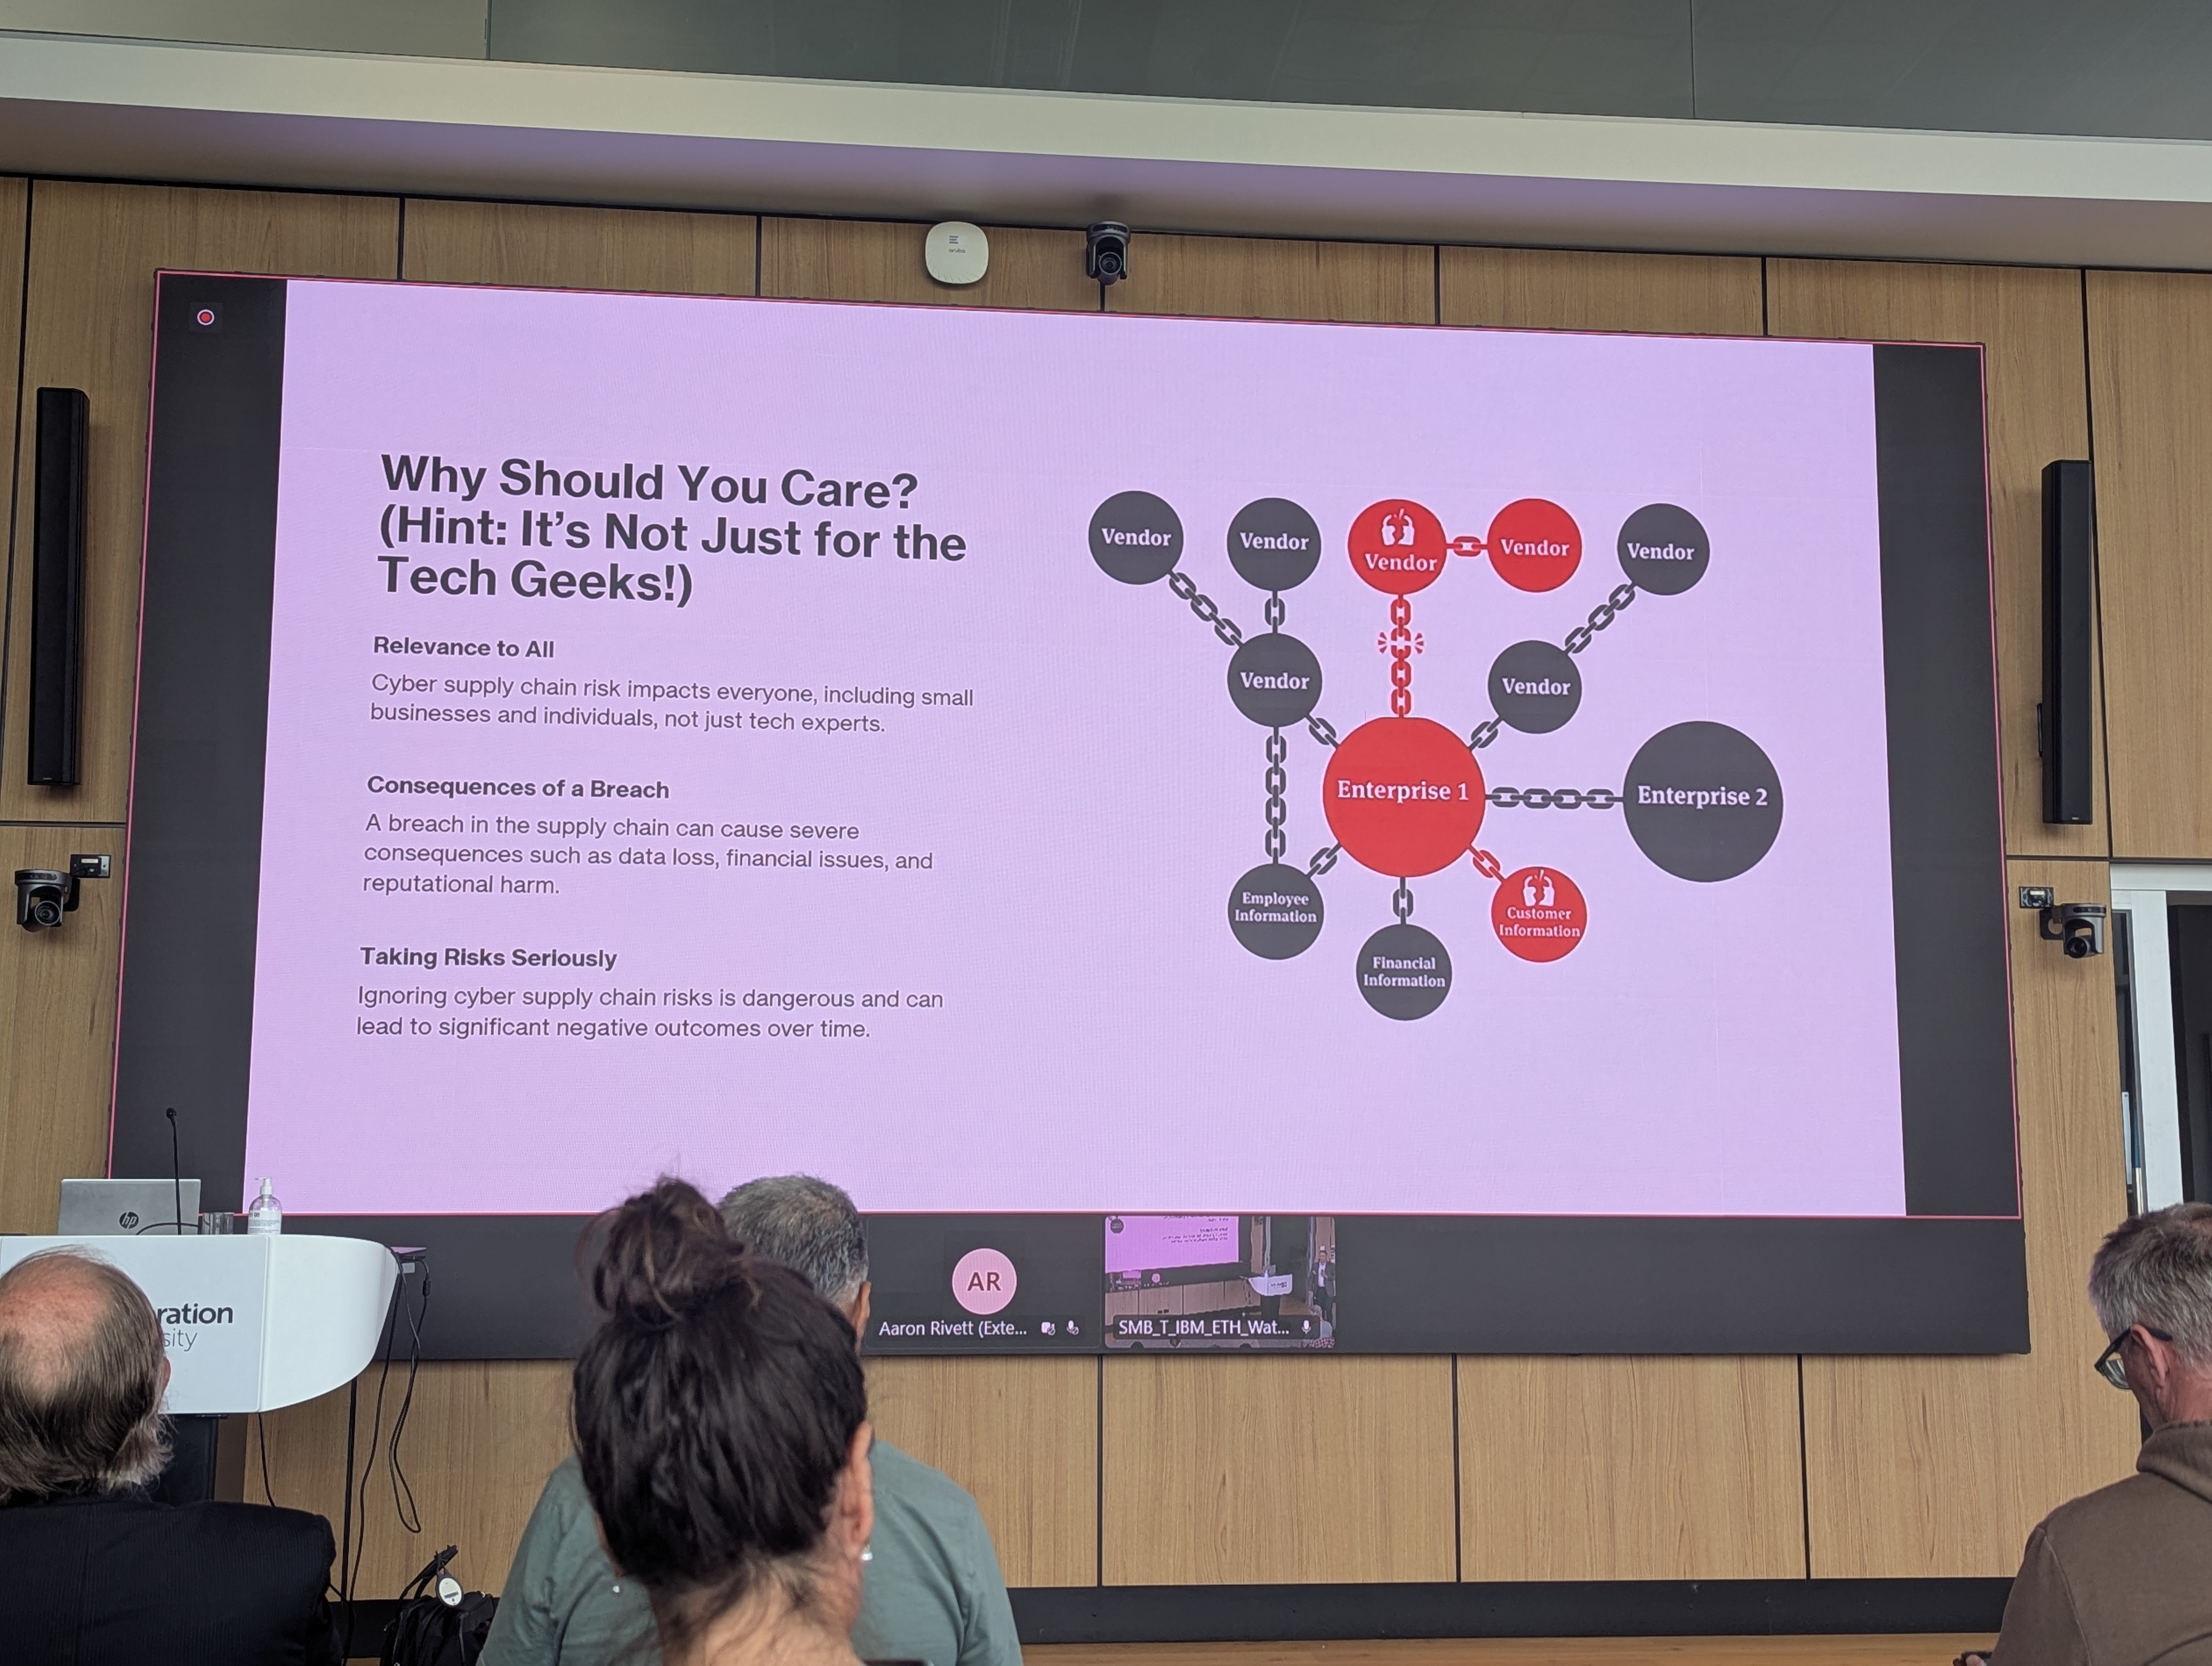 Why Should You Care?
(Hint: It's Not Just for the
Tech Geeks!)
Relevance to All
Cyber supply chain risk impacts everyone, including small
businesses and individuals, not just tech experts.
Consequences of a Breach
A breach in the supply chain can cause severe
consequences such as data loss, financial issues, and
reputational harm.
Taking Risks Seriously
Ignoring cyber supply chain risks is dangerous and can
lead to significant negative outcomes over time.
Vendor
Vendor
Vendor
Vendor
Vendor
Vendor
Vendor
Enterprise 1
Enterprise 2
Employee
Information
Financial
Information
Customer
Information
hp
ration
sity
AR
Aaron Rivett (Exte...
SMB_T_IBM_ETH_Wat...